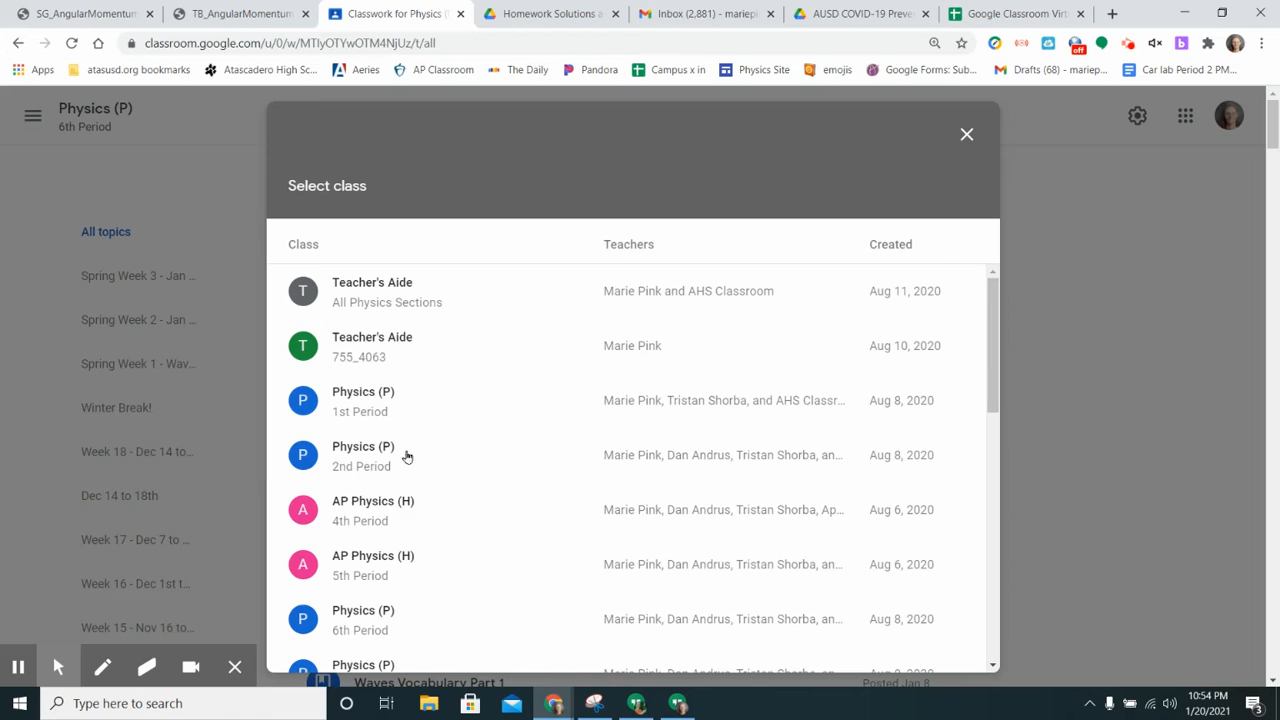 SG_AngularMomentum
TB_AngularMomentum
Classwork for Physics (
Homework Solutions a
Inbox (2,881) - mariepi
AUSD COVID-19 Preve
Google Classroom Virt
classroom.google.com/u/0/w/MTIyOTYwOTM4NjUz/t/all
off
Apps
atasusd.org bookmarks
Atascadero High Sc...
Aeries
AP Classroom
The Daily
Pandora
Campus x in
Physics Site
emojis
Google Forms: Sub...
Drafts (68) - mariep...
Car lab Period 2 PM...
Physics (P)
6th Period
Select class
All topics
Spring Week 3 - Jan ...
Spring Week 2 - Jan ...
Spring Week 1 - Wav...
Winter Break!
Week 18 - Dec 14 to...
Dec 14 to 18th
Week 17 - Dec 7 to ...
Week 16 - Dec 1st t...
Week 15 - Nov 16 to...
Class Teachers Created
T Teacher's Aide
All Physics Sections
Marie Pink and AHS Classroom Aug 11, 2020
T Teacher's Aide
755_4063
Marie Pink Aug 10, 2020
P Physics (P)
1st Period
Marie Pink, Tristan Shorba, and AHS Classr... Aug 8, 2020
P Physics (P)
2nd Period
Marie Pink, Dan Andrus, Tristan Shorba, an... Aug 8, 2020
A AP Physics (H)
4th Period
Marie Pink, Dan Andrus, Tristan Shorba, Ap... Aug 6, 2020
A AP Physics (H)
5th Period
Marie Pink, Dan Andrus, Tristan Shorba, an... Aug 6, 2020
P Physics (P)
6th Period
Marie Pink, Dan Andrus, Tristan Shorba, an... Aug 8, 2020
Physics (P)
Waves Vocabulary Part 1
Posted Jan 8
Type here to search
10:54 PM
1/20/2021
3